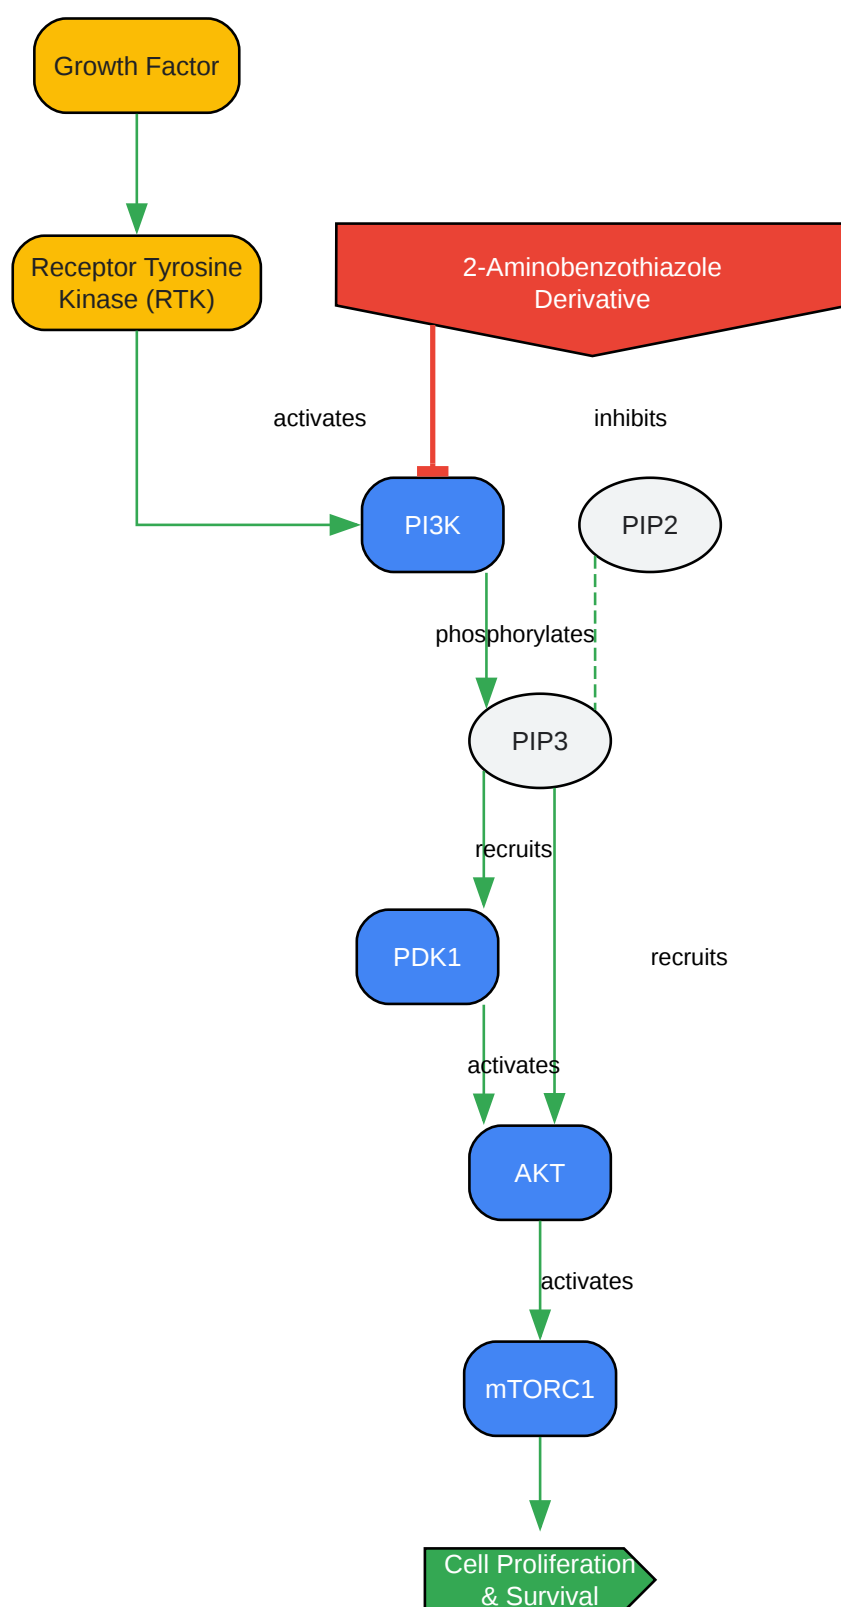 Growth Factor
Receptor Tyrosine
Kinase (RTK)
2-Aminobenzothiazole
Derivative
activates
inhibits
PI3K
PIP2
phosphorylates
PIP3
recruits
PDK1
recruits
activates
AKT
activates
mTORC1
Cell Proliferation
& Survival